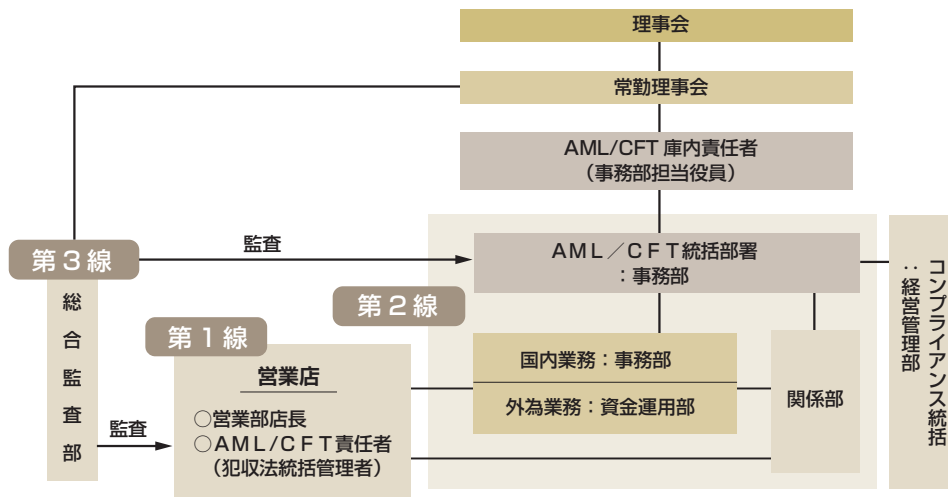 理事会
常勤理事会
AML/CFT 庫内責任者
（事務部担当役員）
監査
第3線
AML／CFT統括部署
：事務部
総合監査部
第2線
第1線
営業店
○営業部店長
○AML/CFT責任者
（犯収法統括管理者）
監査
国内業務：事務部
外為業務：資金運用部
関係部
コンプライアンス統括
：経営管理部